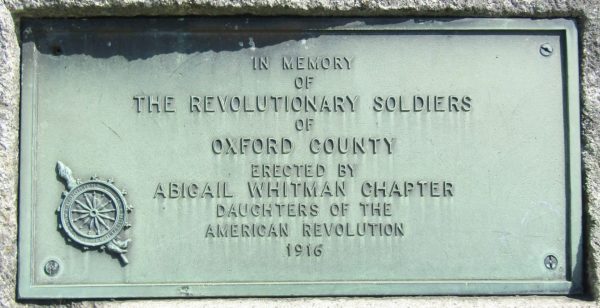 IN MEMORY
OF
THE REVOLUTIONARY SOLDIERS
OF
OXFORD COUNTY
ERECTED BY
ABIGAIL WHITMAN CHAPTER
DAUGHTERS OF THE
AMERICAN REVOLUTION
1916